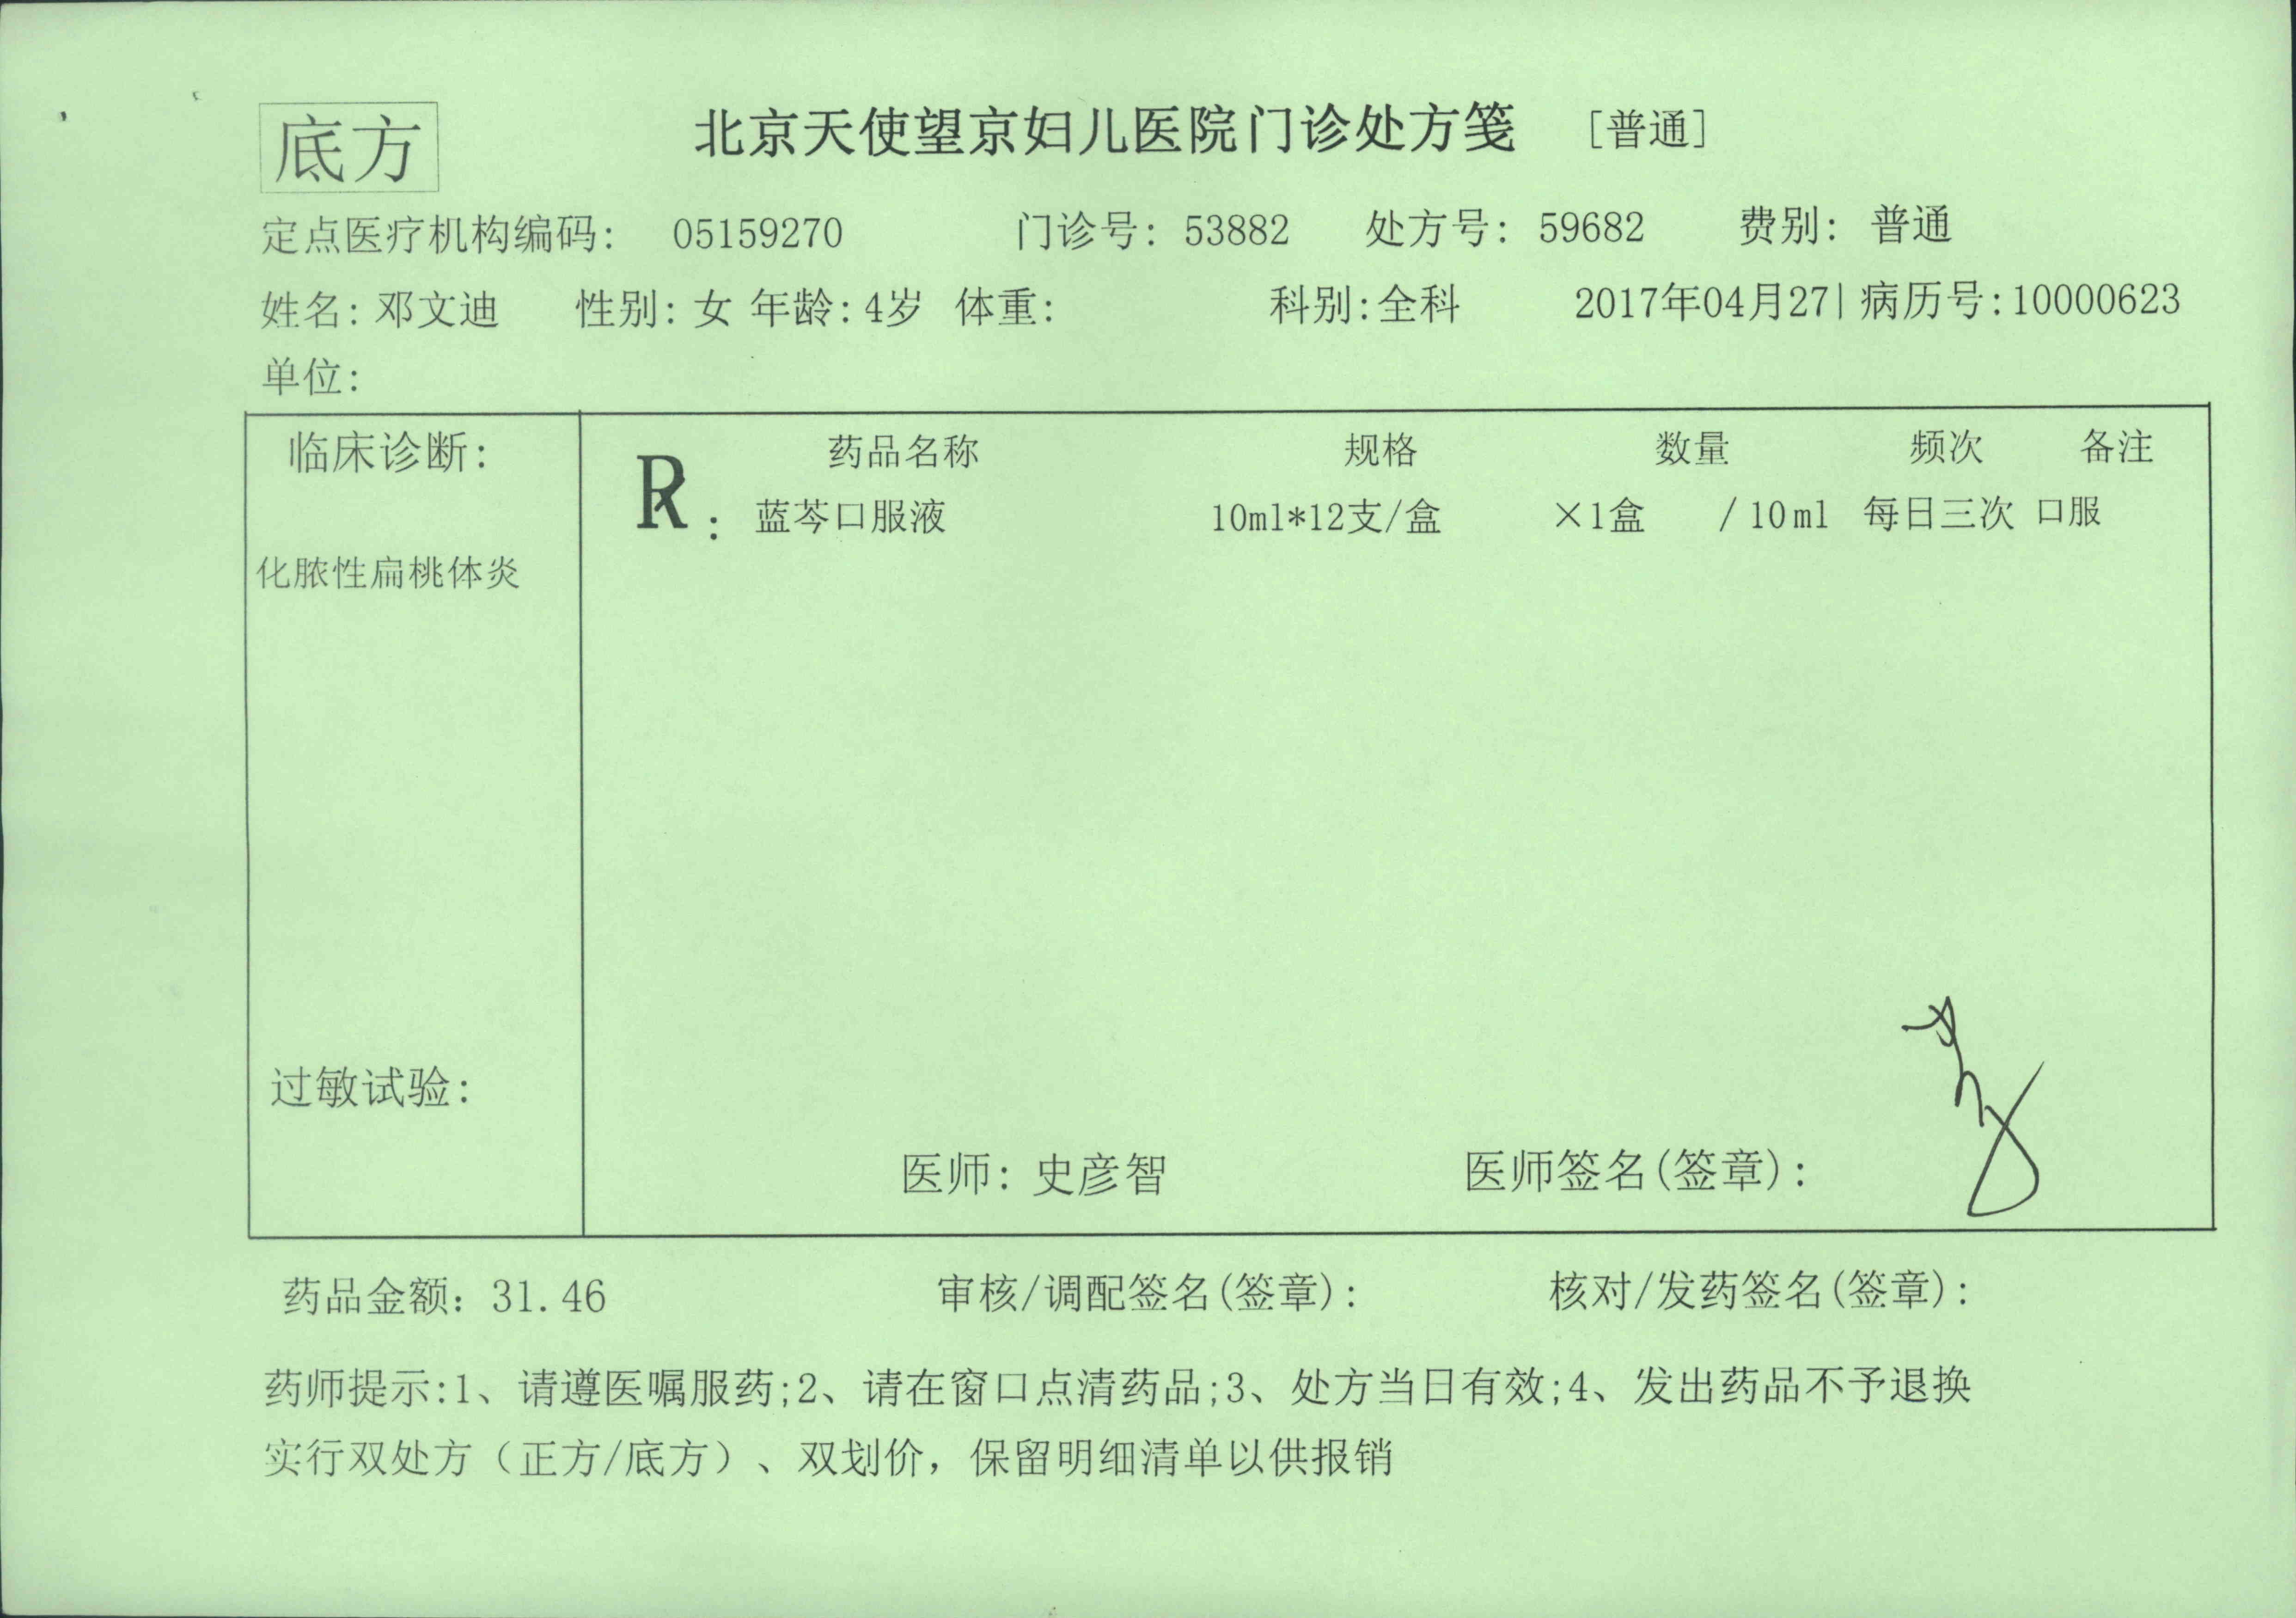 底方 北京天使望京妇儿医院门诊处方笺 [普通]
定点医疗机构编码: 05159270 门诊号: 53882 处方号: 59682 费别: 普通
姓名: 邓文迪 性别: 女 年龄: 4岁 体重: 科别:全科 2017年04月27 病历号:10000623
单位:
临床诊断: 药品名称 规格 数量 频次 备注
R: 蓝芩口服液 10ml*12支/盒 ×1盒 /10ml 每日三次 口服
化脓性扁桃体炎
过敏试验:
医师: 史彦智 医师签名(签章):
药品金额: 31.46 审核/调配签名(签章): 核对/发药签名(签章):
药师提示:1、请遵医嘱服药;2、请在窗口点清药品;3、处方当日有效;4、发出药品不予退换
实行双处方（正方/底方）、双划价，保留明细清单以供报销